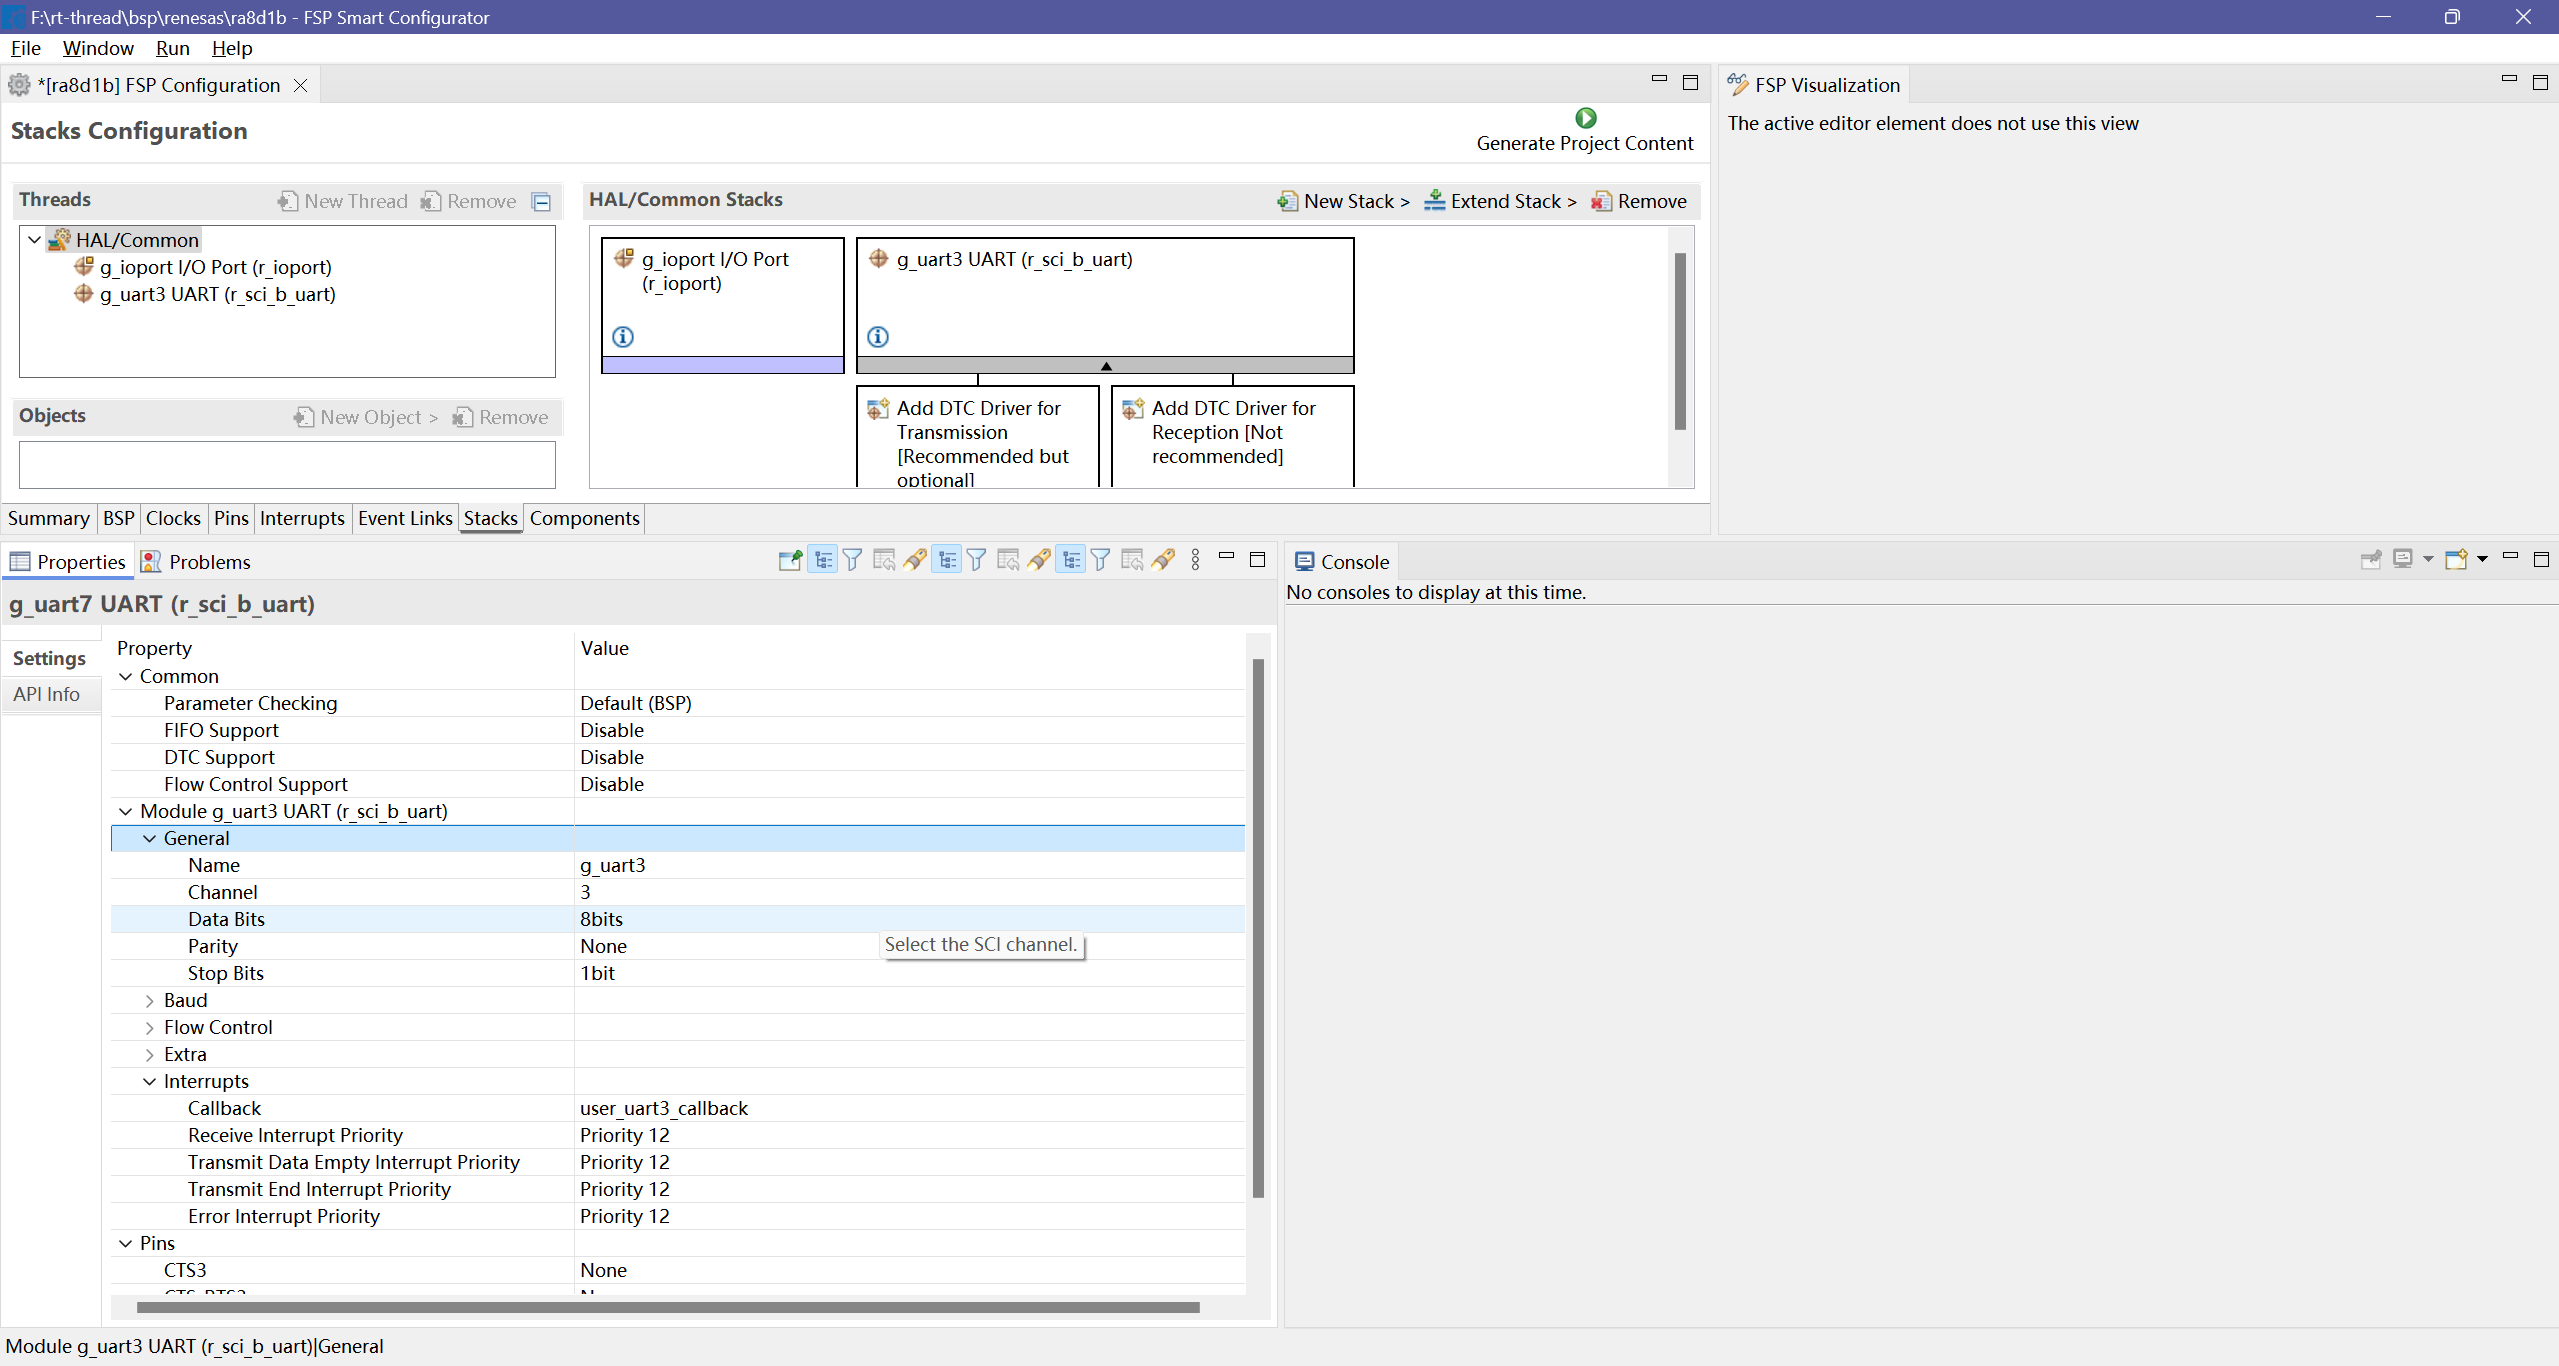 F:\rt-thread\bsp\renesas\ra8d1b - FSP Smart Configurator
File Window Run Help
*[ra8d1b] FSP Configuration
Stacks Configuration
Generate Project Content
Threads
New Thread Remove
HAL/Common
g_ioport I/O Port (r_ioport)
g_uart3 UART (r_sci_b_uart)
Objects
New Object > Remove
HAL/Common Stacks
New Stack > Extend Stack > Remove
g_ioport I/O Port
(r_ioport)
g_uart3 UART (r_sci_b_uart)
Add DTC Driver for
Transmission
[Recommended but
optional]
Add DTC Driver for
Reception [Not
recommended]
Summary BSP Clocks Pins Interrupts Event Links Stacks Components
FSP Visualization
The active editor element does not use this view
Properties Problems
g_uart7 UART (r_sci_b_uart)
Settings
API Info
Property Value
Common
Parameter Checking Default (BSP)
FIFO Support Disable
DTC Support Disable
Flow Control Support Disable
Module g_uart3 UART (r_sci_b_uart)
General
Name g_uart3
Channel 3
Data Bits 8bits
Parity None
Select the SCI channel.
Stop Bits 1bit
Baud
Flow Control
Extra
Interrupts
Callback user_uart3_callback
Receive Interrupt Priority Priority 12
Transmit Data Empty Interrupt Priority Priority 12
Transmit End Interrupt Priority Priority 12
Error Interrupt Priority Priority 12
Pins
CTS3 None
Console
No consoles to display at this time.
Module g_uart3 UART (r_sci_b_uart)|General